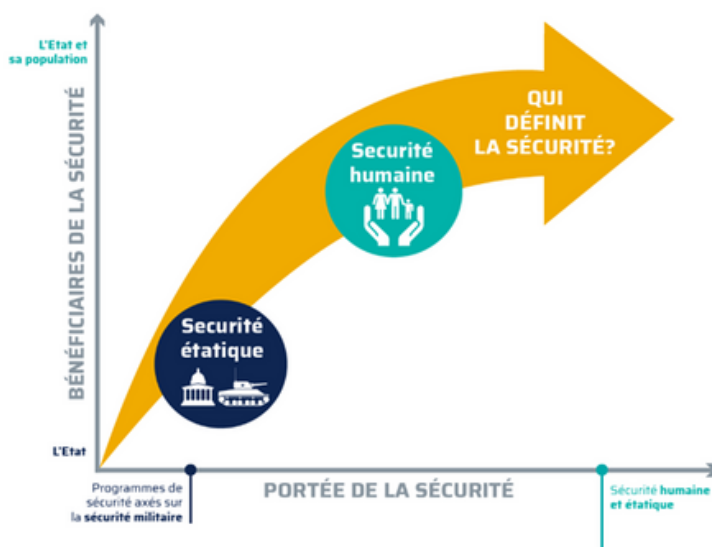 L'Etat et
sa population
BÉNÉFICIAIRES DE LA SÉCURITÉ
QUI
DÉFINIT
LA SÉCURITÉ?
Securité
humaine
Securité
étatique
L'Etat
Programmes de
sécurité axés sur
la sécurité militaire
PORTÉE DE LA SÉCURITÉ
Sécurité humaine
et étatique